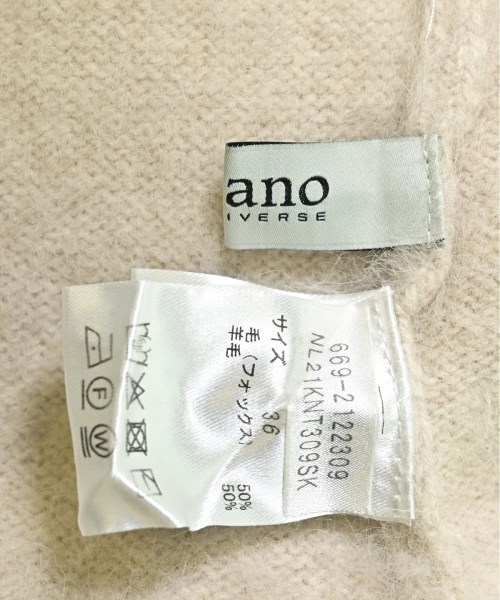 ano
IVERSE
669-2122309
NL21KNT309SK
サイズ 36
毛(フォックス) 50%
羊毛 50%
F
W